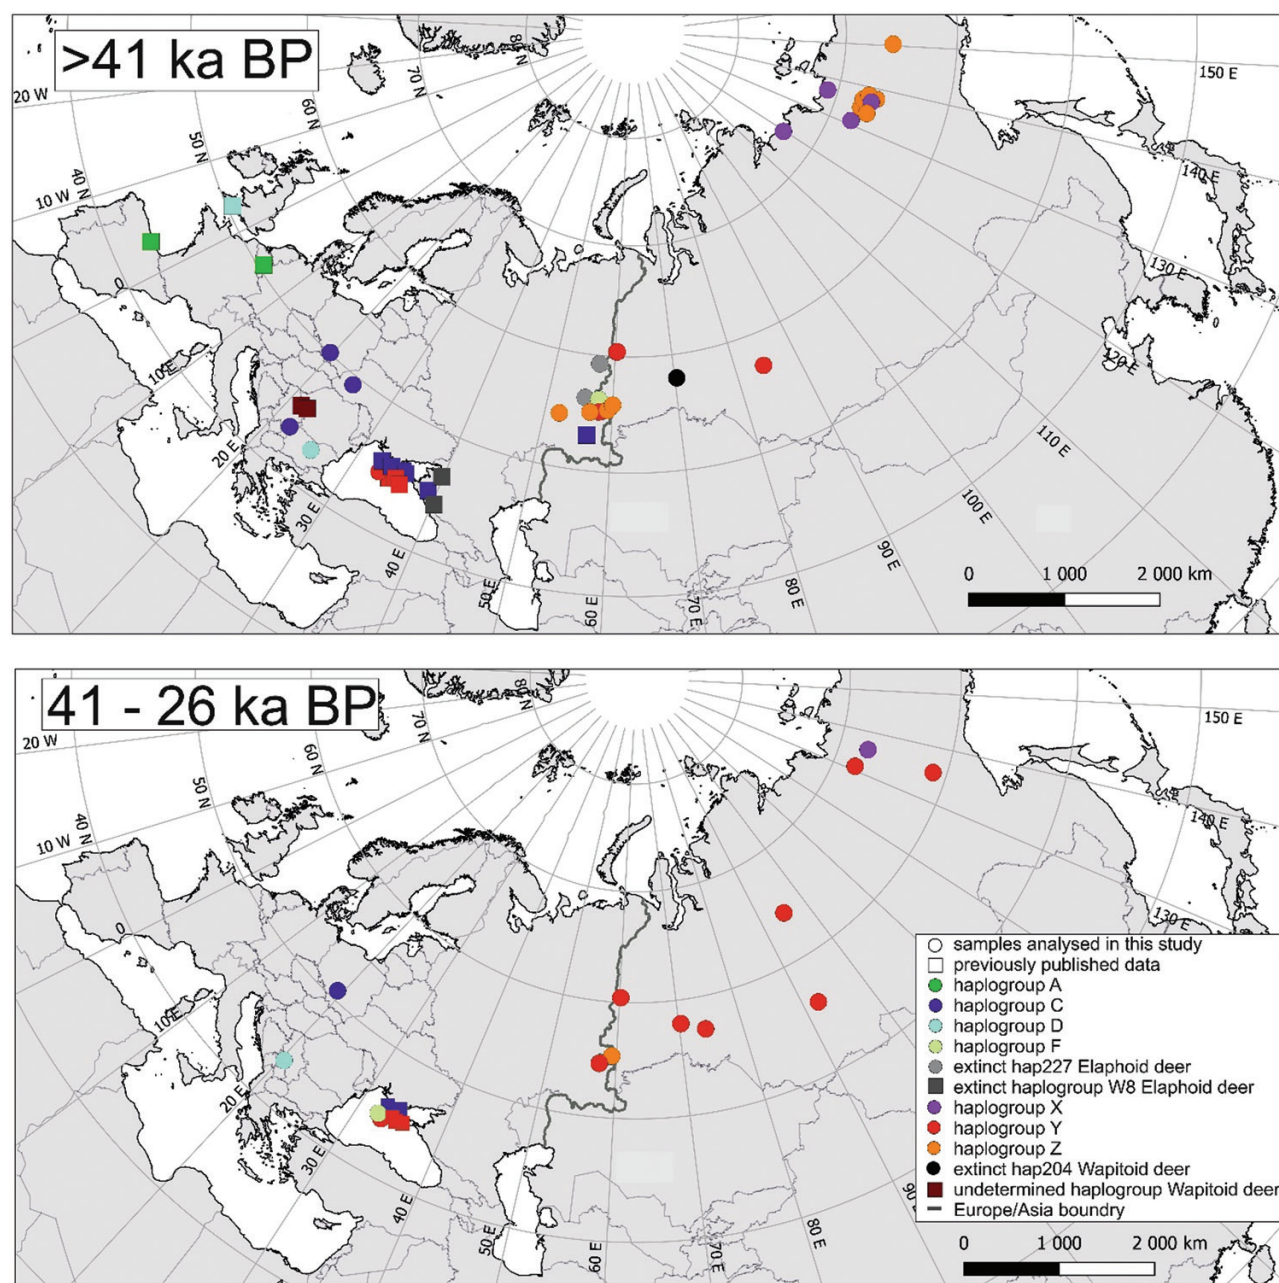 >41 ka BP
80 N
70 N
60 N
50 N
40 N
20 W
10 W
0
10 E
20 E
30 E
40 E
50 E
60 E
70 E
80 E
90 E
100 E
110 E
120 E
130 E
140 E
150 E
0 1 000 2 000 km
41 - 26 ka BP
80 N
70 N
60 N
50 N
40 N
20 W
10 W
0
10 E
20 E
30 E
40 E
50 E
60 E
70 E
80 E
90
130 E
140 E
150 E
samples analysed in this study
previously published data
haplogroup A
haplogroup C
haplogroup D
haplogroup F
extinct hap227 Elaphoid deer
extinct haplogroup W8 Elaphoid deer
haplogroup X
haplogroup Y
haplogroup Z
extinct hap204 Wapitoid deer
undetermined haplogroup Wapitoid deer
Europe/Asia boundry
0 1 000 2 000 km